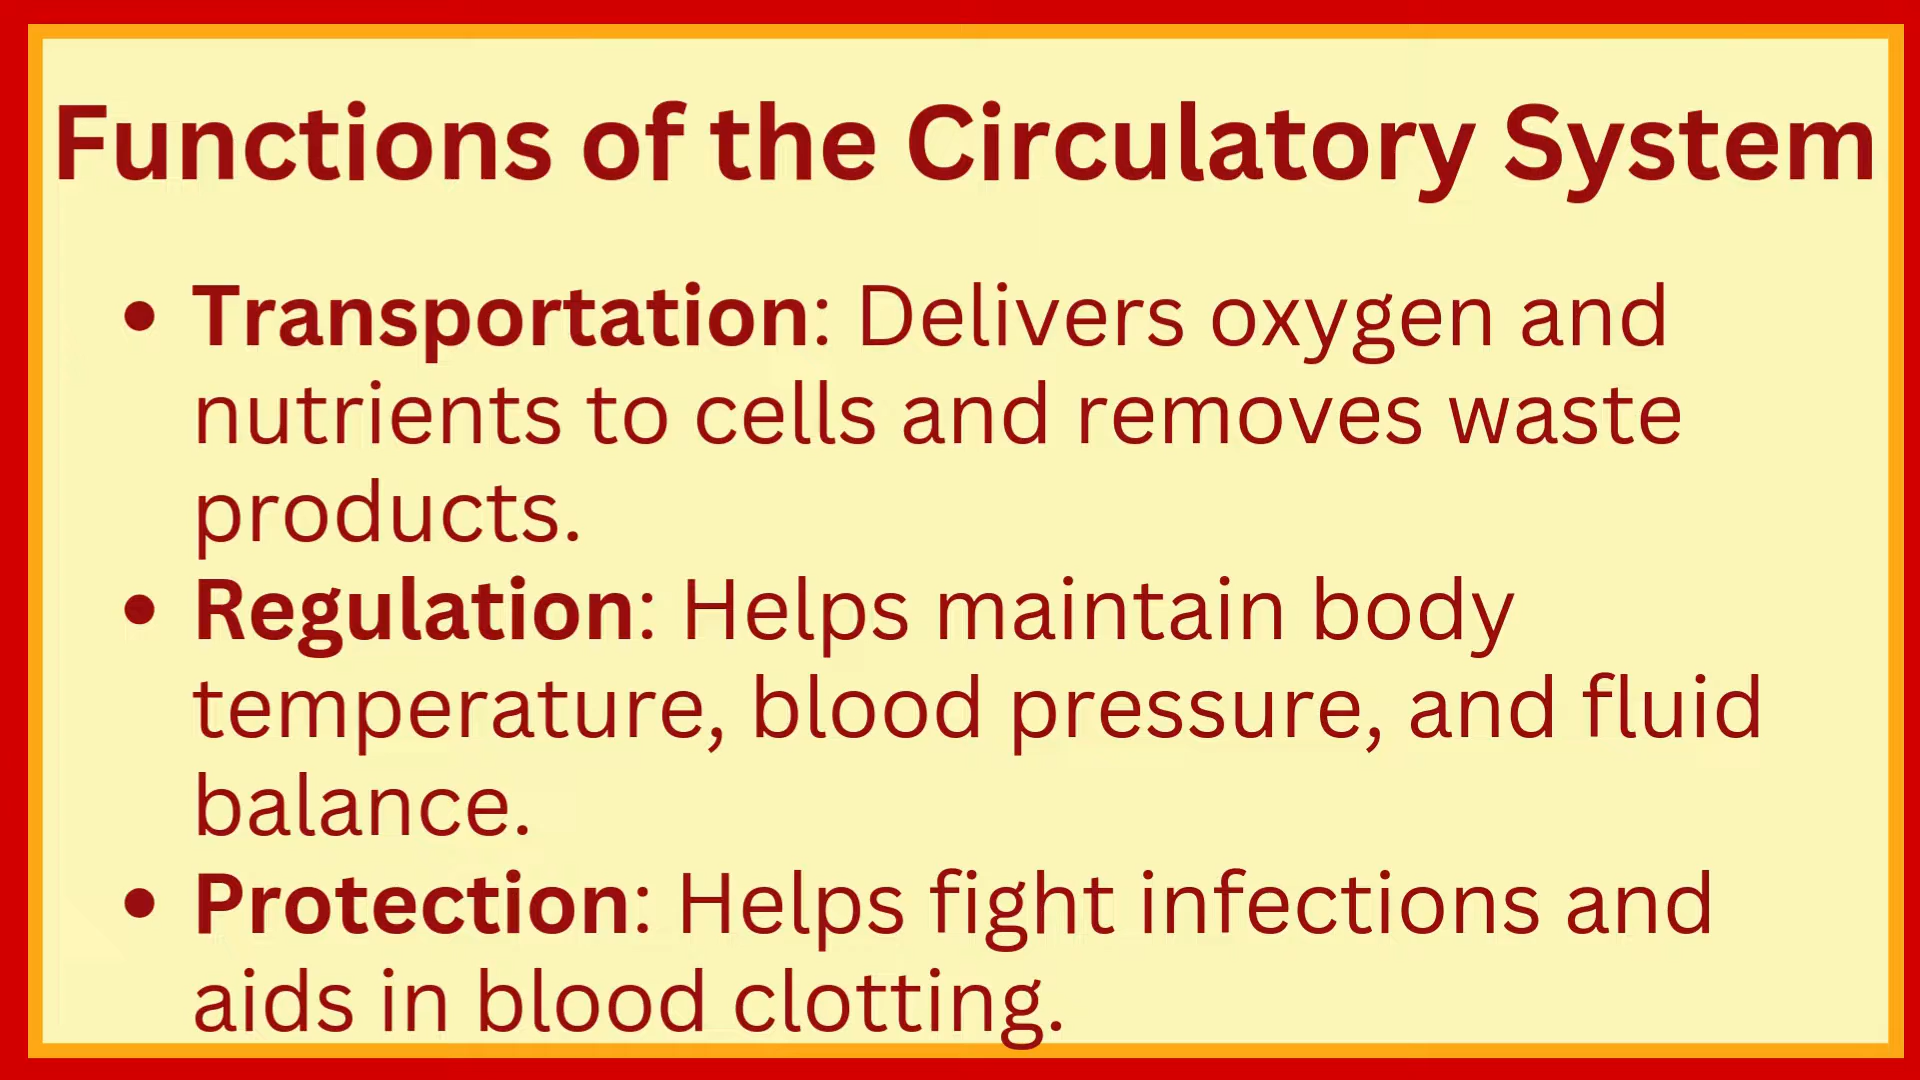 Functions of the Circulatory System
• Transportation: Delivers oxygen and
nutrients to cells and removes waste
products.
• Regulation: Helps maintain body
temperature, blood pressure, and fluid
balance.
• Protection: Helps fight infections and
aids in blood clotting.